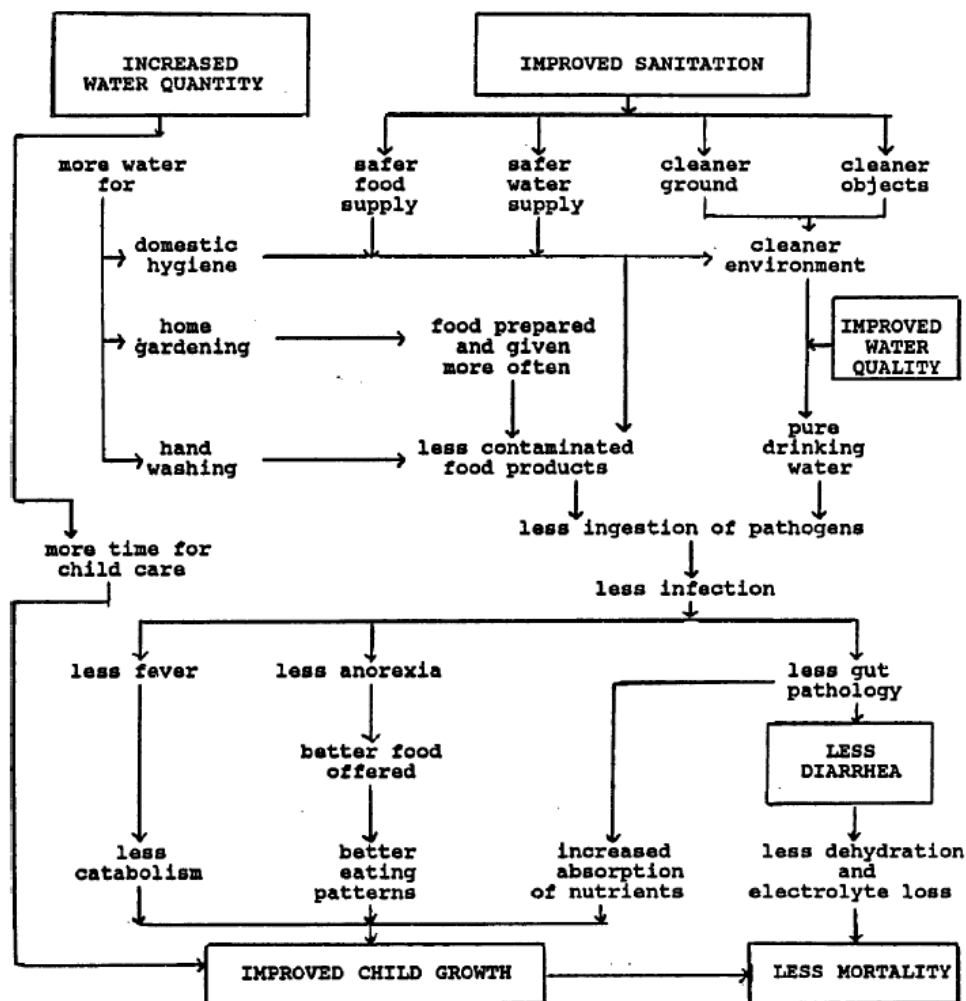 INCREASED
WATER QUANTITY
IMPROVED SANITATION
more water
for
safer
food
supply
safer
water
supply
cleaner
ground
cleaner
objects
domestic
hygiene
cleaner
environment
home
gardening
food prepared
and given
more often
IMPROVED
WATER
QUALITY
hand
washing
less contaminated
food products
pure
drinking
water
less ingestion of pathogens
more time for
child care
less infection
less fever
less anorexia
less gut
pathology
better food
offered
LESS
DIARRHEA
less
catabolism
better
eating
patterns
increased
absorption
of nutrients
less dehydration
and
electrolyte loss
IMPROVED CHILD GROWTH
LESS MORTALITY